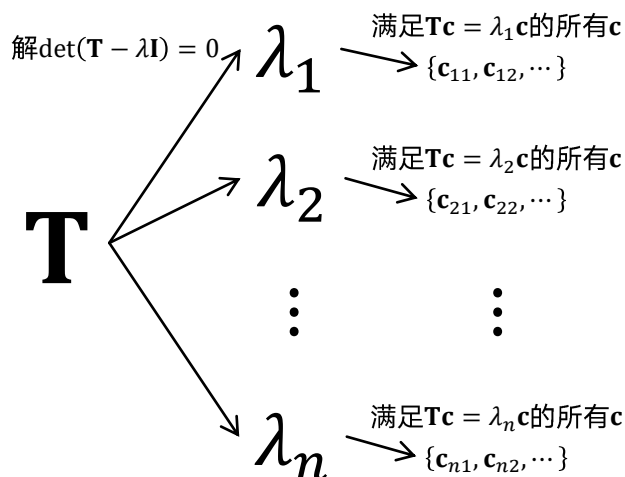 解det(𝐓 − λ𝐈) = 0
λ₁
满足𝐓𝐜 = λ₁𝐜的所有𝐜
{𝐜₁₁, 𝐜₁₂, ⋯ }
𝐓
λ₂
满足𝐓𝐜 = λ₂𝐜的所有𝐜
{𝐜₂₁, 𝐜₂₂, ⋯ }
⋮ ⋮
λₙ
满足𝐓𝐜 = λₙ𝐜的所有𝐜
{𝐜ₙ₁, 𝐜ₙ₂, ⋯ }